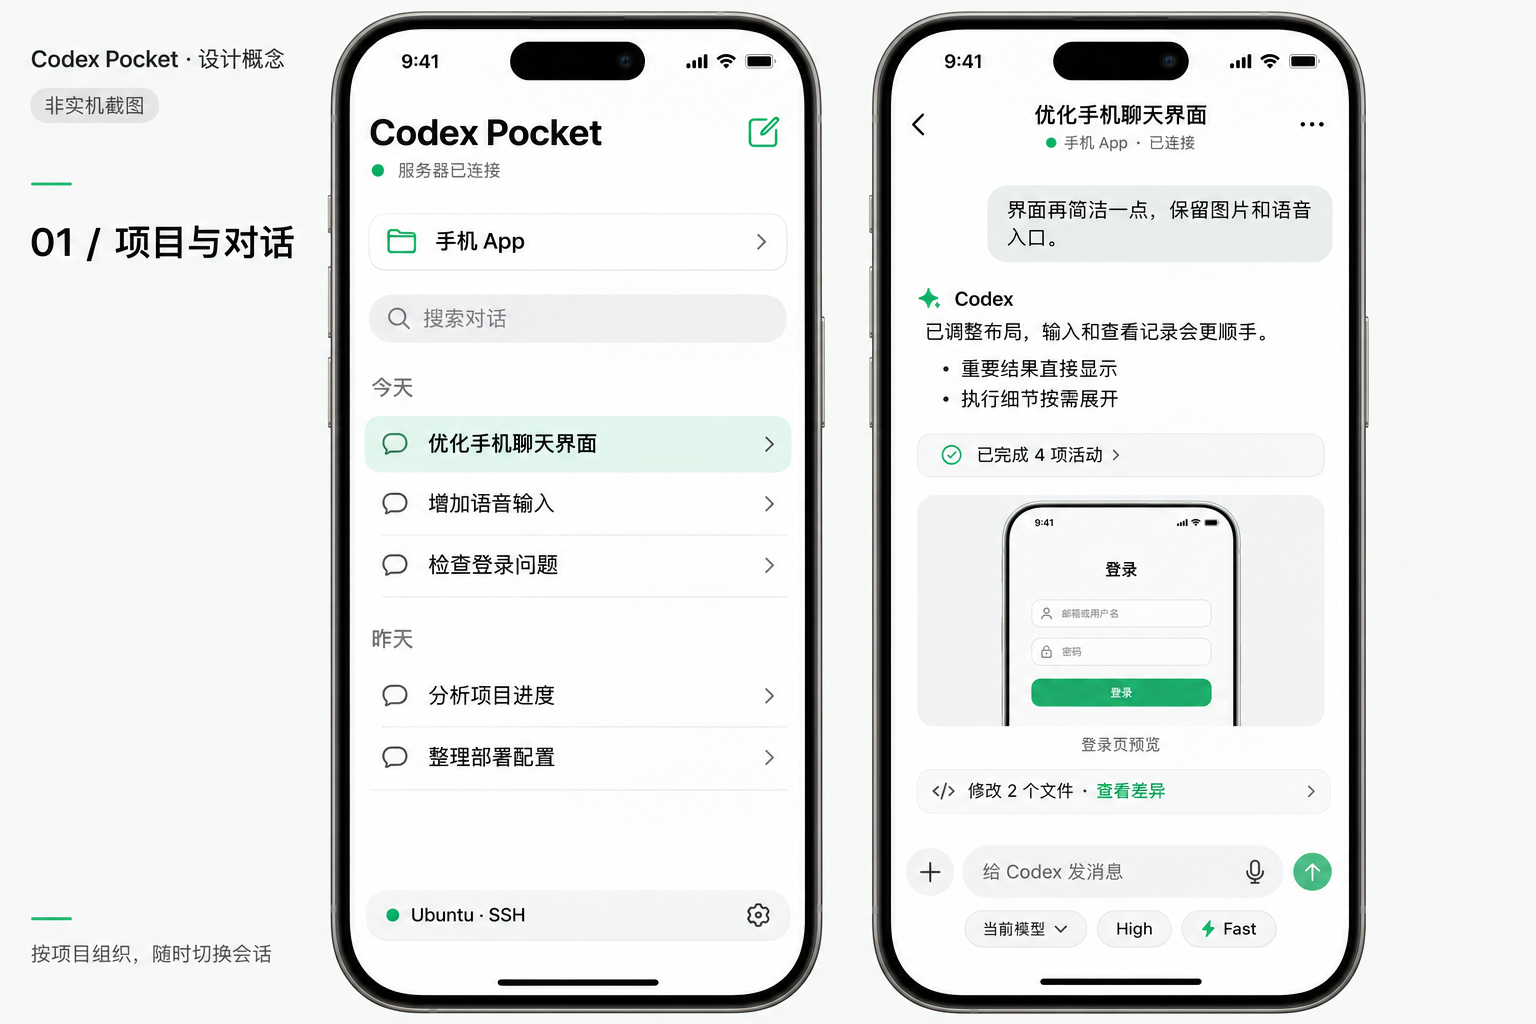 Codex Pocket · 设计概念
非实机截图
01 / 项目与对话
按项目组织，随时切换会话
9:41
Codex Pocket
服务器已连接
手机 App
搜索对话
今天
优化手机聊天界面
增加语音输入
检查登录问题
昨天
分析项目进度
整理部署配置
Ubuntu · SSH
9:41
优化手机聊天界面
手机 App · 已连接
界面再简洁一点，保留图片和语音
入口。
Codex
已调整布局，输入和查看记录会更顺手。
• 重要结果直接显示
• 执行细节按需展开
已完成 4 项活动
9:41
登录
邮箱或用户名
密码
登录
登录页预览
</> 修改 2 个文件 · 查看差异
给 Codex 发消息
当前模型
High
Fast